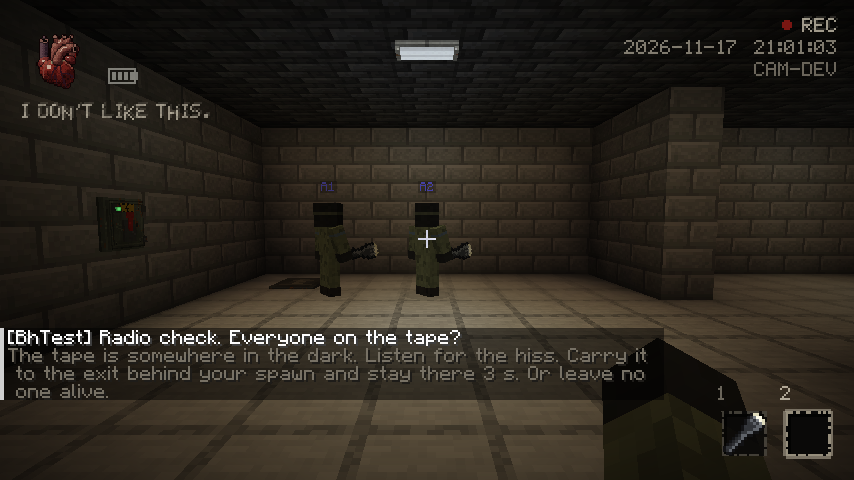 REC
2026-11-17 21:01:03
CAM-DEV
I DON'T LIKE THIS.
A1 A2
[BhTest] Radio check. Everyone on the tape?
The tape is somewhere in the dark. Listen for the hiss. Carry it
to the exit behind your spawn and stay there 3 s. Or leave no
one alive.
1 2